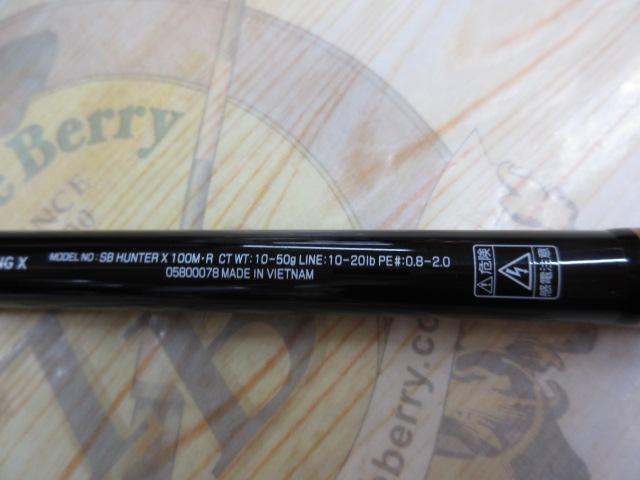 Berry
NG X
MODEL NO.: SB HUNTER X 100M・R CT WT: 10-50g LINE: 10-20lb PE #: 0.8-2.0
05800078 MADE IN VIETNAM
危険
感電注意
berry.co